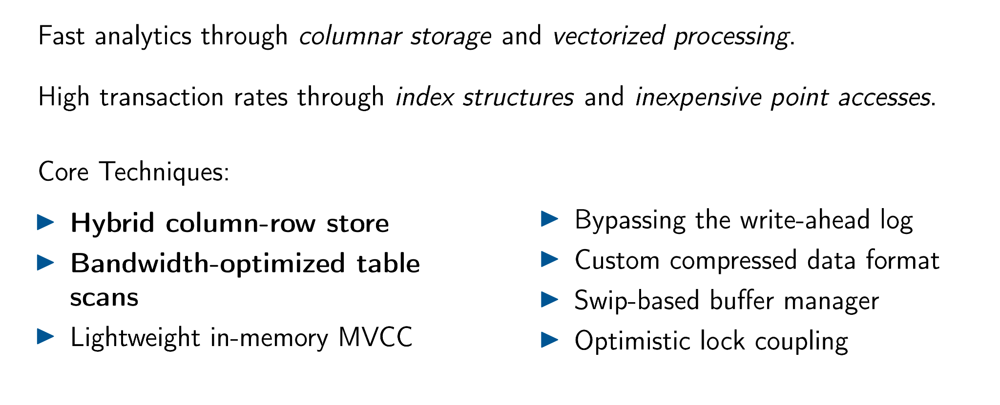 Fast analytics through columnar storage and vectorized processing.
High transaction rates through index structures and inexpensive point accesses.
Core Techniques:
▶ Hybrid column-row store
▶ Bandwidth-optimized table
scans
▶ Lightweight in-memory MVCC
▶ Bypassing the write-ahead log
▶ Custom compressed data format
▶ Swip-based buffer manager
▶ Optimistic lock coupling